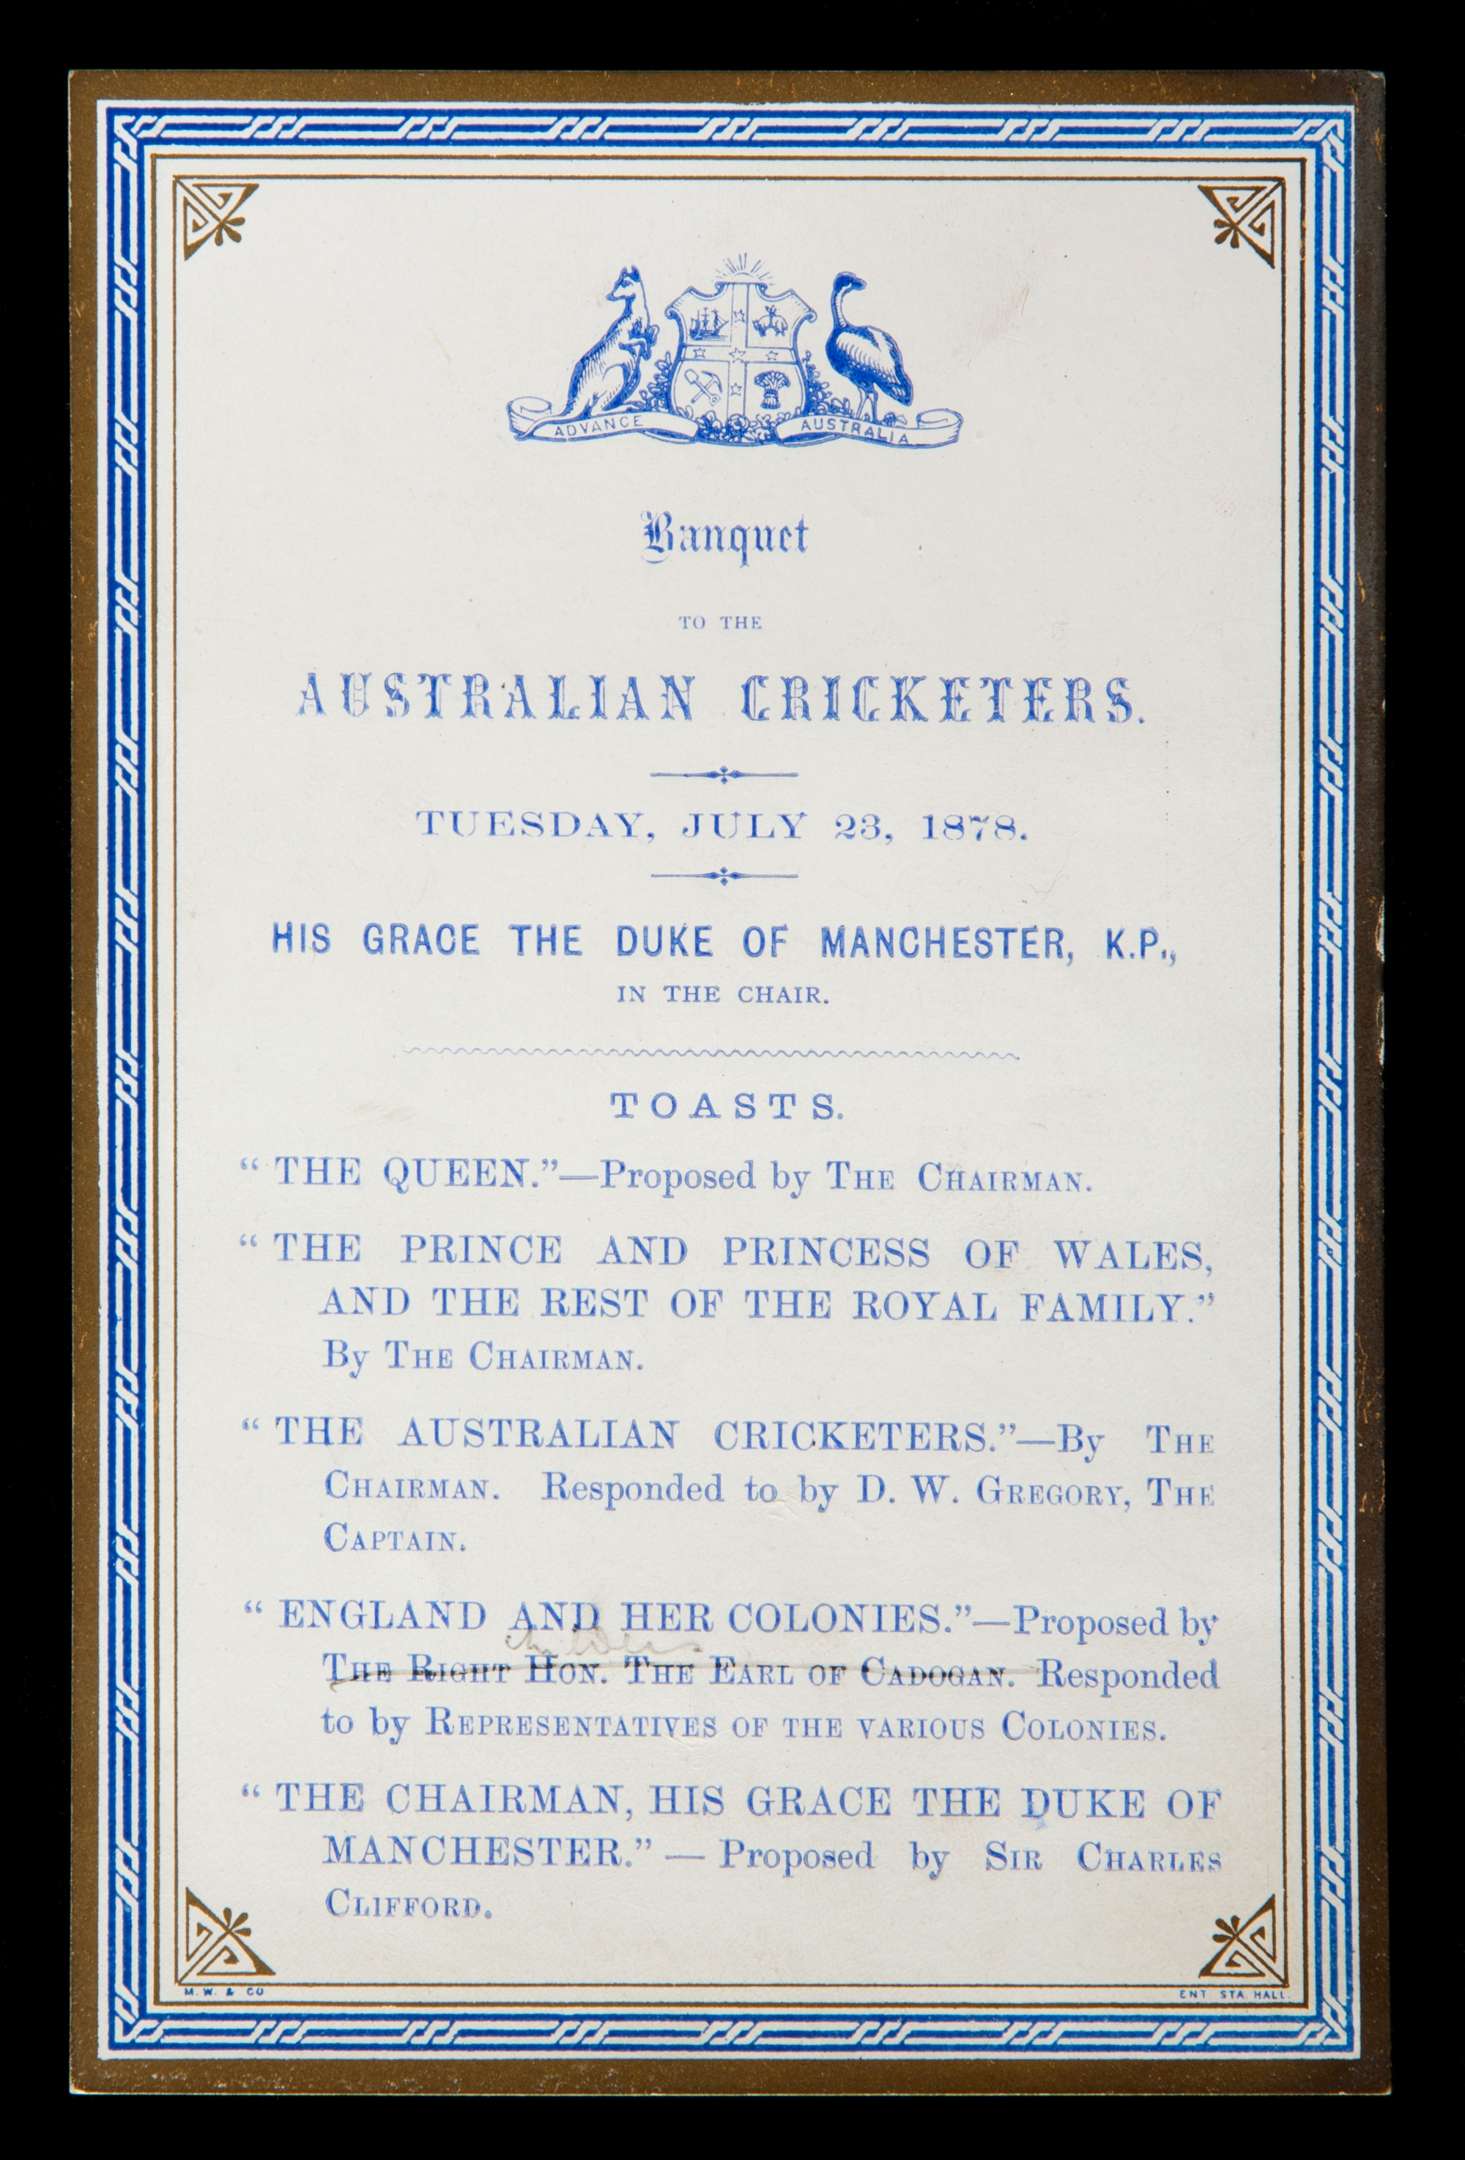 ADVANCE AUSTRALIA
Banquet
TO THE
AUSTRALIAN CRICKETERS.
TUESDAY, JULY 23, 1878.
HIS GRACE THE DUKE OF MANCHESTER, K.P.,
IN THE CHAIR.
TOASTS.
“THE QUEEN.”—Proposed by THE CHAIRMAN.
“THE PRINCE AND PRINCESS OF WALES,
AND THE REST OF THE ROYAL FAMILY.”
By THE CHAIRMAN.
“THE AUSTRALIAN CRICKETERS.”—By THE
CHAIRMAN. Responded to by D. W. GREGORY, THE
CAPTAIN.
“ENGLAND AND HER COLONIES.”—Proposed by
Childers
THE RIGHT HON. THE EARL OF CADOGAN. Responded
to by REPRESENTATIVES OF THE VARIOUS COLONIES.
“THE CHAIRMAN, HIS GRACE THE DUKE OF
MANCHESTER.”— Proposed by SIR CHARLES
CLIFFORD.
M. W. & CO
ENT. STA. HALL.